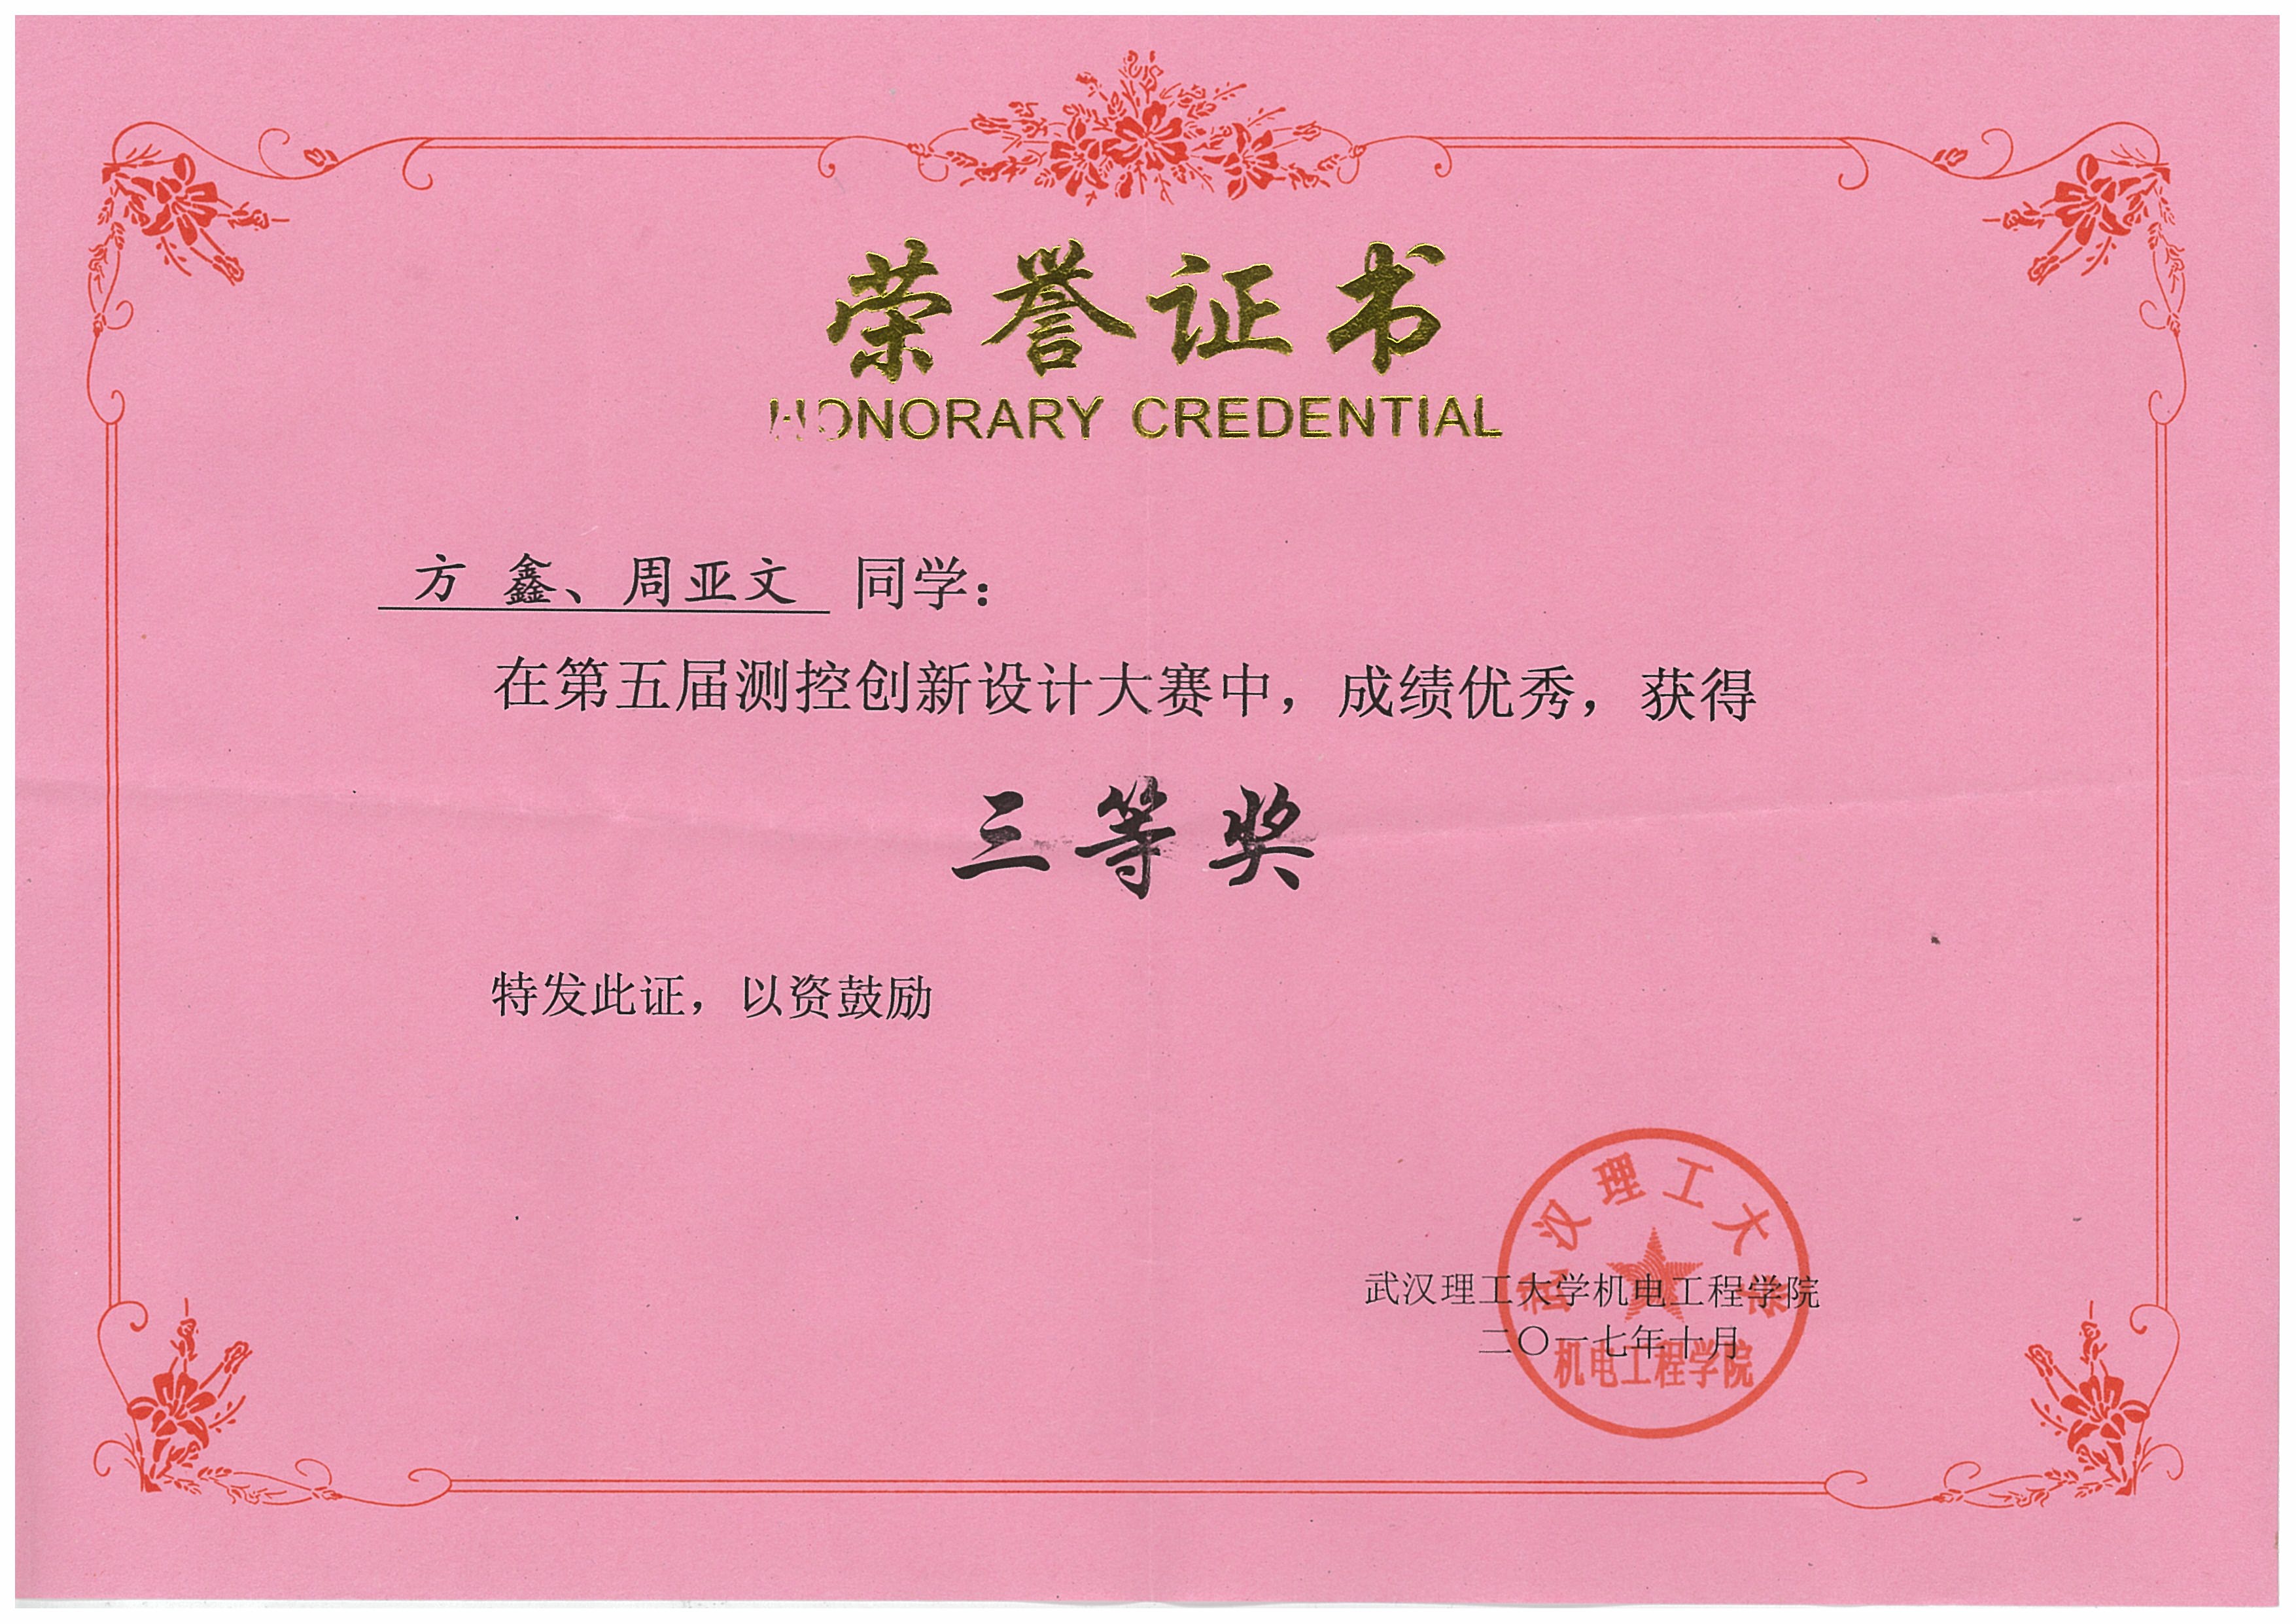 荣誉证书
HONORARY CREDENTIAL
方 鑫、周亚文 同学：
在第五届测控创新设计大赛中，成绩优秀，获得
三等奖
特发此证，以资鼓励
武汉理工大学机电工程学院
二〇一七年十月
武汉理工大学
机电工程学院